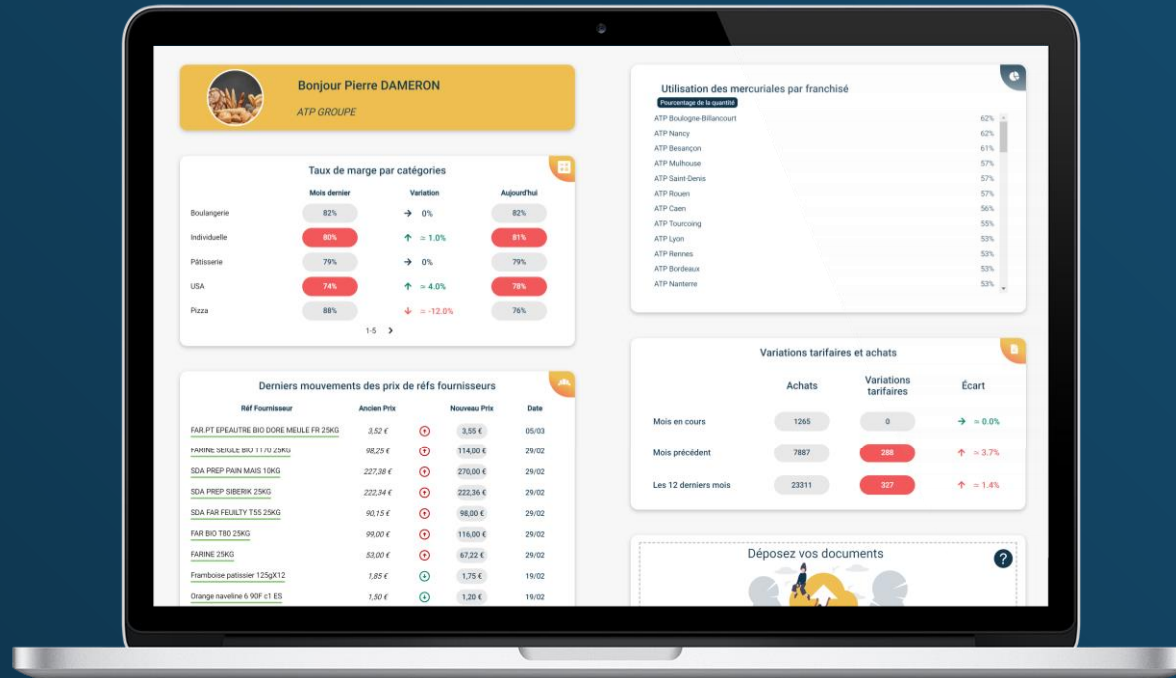 Bonjour Pierre DAMERON
ATP GROUPE
Taux de marge par catégories
Mois dernier Variation Aujourd'hui
Boulangerie 82% → 0% 82%
Individuelle 80% ↑ ≃ 1.0% 81%
Pâtisserie 79% → 0% 79%
USA 74% ↑ ≃ 4.0% 78%
Pizza 88% ↓ ≃ -12.0% 76%
1-5 >
Derniers mouvements des prix de réfs fournisseurs
Réf Fournisseur Ancien Prix Nouveau Prix Date
FAR.PT EPEAUTRE BIO DORE MEULE FR 25KG 3,52 € 3,55 € 05/03
FARINE SEIGLE BIO T170 25KG 98,25 € 114,00 € 29/02
SDA PREP PAIN MAIS 10KG 227,38 € 270,00 € 29/02
SDA PREP SIBERIK 25KG 222,34 € 222,36 € 29/02
SDA FAR FEUILTY T55 25KG 90,15 € 98,00 € 29/02
FAR BIO T80 25KG 99,00 € 116,00 € 29/02
FARINE 25KG 53,00 € 67,22 € 29/02
Framboise patissier 125gX12 1,85 € 1,75 € 19/02
Orange naveline 6 90F c1 ES 1,50 € 1,20 € 19/02
Utilisation des mercuriales par franchisé
Pourcentage de la quantité
ATP Boulogne-Billancourt 62%
ATP Nancy 62%
ATP Besançon 61%
ATP Mulhouse 57%
ATP Saint-Denis 57%
ATP Rouen 57%
ATP Caen 56%
ATP Tourcoing 55%
ATP Lyon 53%
ATP Rennes 53%
ATP Bordeaux 53%
ATP Nanterre 53%
Variations tarifaires et achats
Achats Variations tarifaires Écart
Mois en cours 1265 0 → ≃ 0.0%
Mois précédent 7887 288 ↑ ≃ 3.7%
Les 12 derniers mois 23311 327 ↑ ≃ 1.4%
Déposez vos documents
?